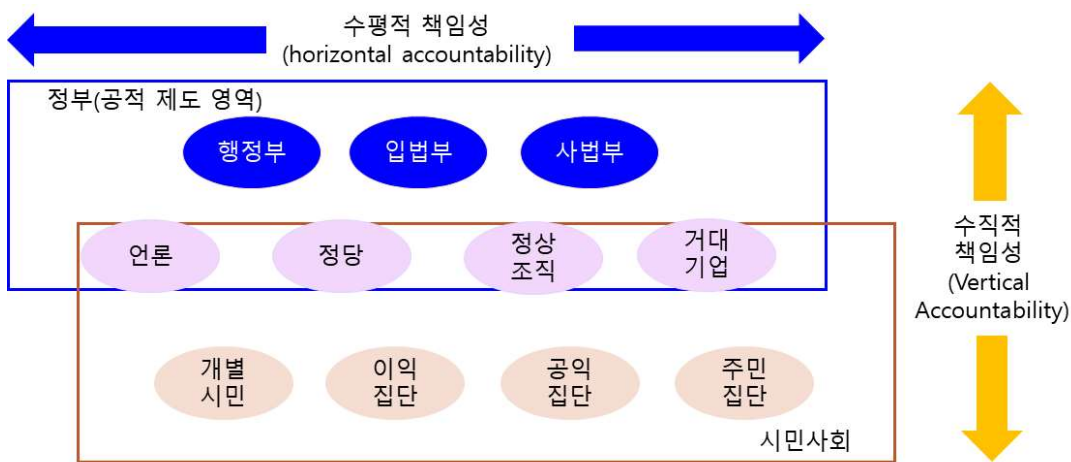 수평적 책임성
(horizontal accountability)
정부(공적 제도 영역)
행정부
입법부
사법부
언론
정당
정상
조직
거대
기업
수직적
책임성
(Vertical
Accountability)
개별
시민
이익
집단
공익
집단
주민
집단
시민사회